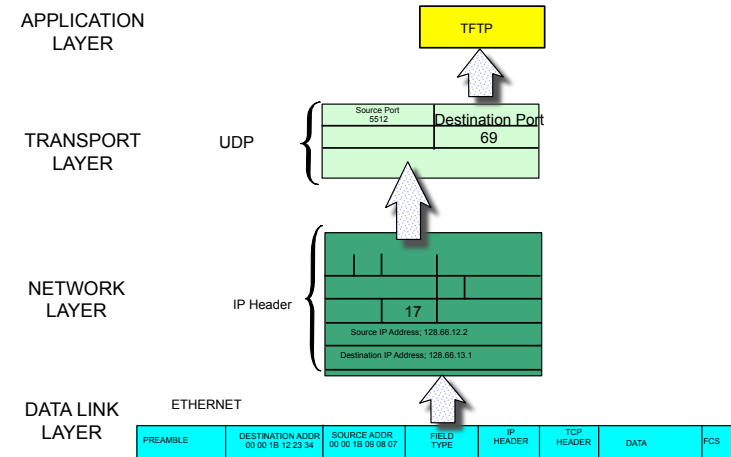 APPLICATION
LAYER
TFTP
TRANSPORT
LAYER
UDP
Source Port
5512
Destination Port
69
NETWORK
LAYER
IP Header
17
Source IP Address; 128.66.12.2
Destination IP Address; 128.66.13.1
DATA LINK
LAYER
ETHERNET
PREAMBLE
DESTINATION ADDR
00 00 1B 12 23 34
SOURCE ADDR
00 00 1B 09 08 07
FIELD
TYPE
IP
HEADER
TCP
HEADER
DATA
FCS